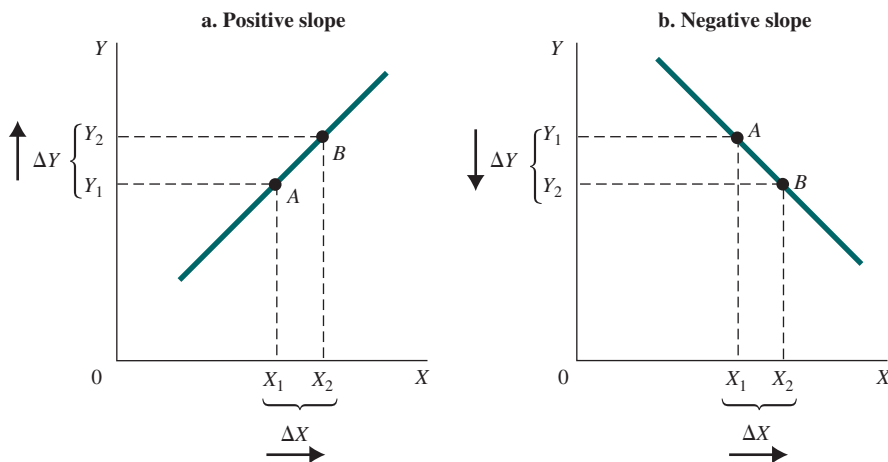 a. Positive slope
Y
Y₂
ΔY
B
Y₁
A
0
X₁
X₂
X
ΔX
b. Negative slope
Y
Y₁
A
ΔY
Y₂
B
0
X₁
X₂
X
ΔX